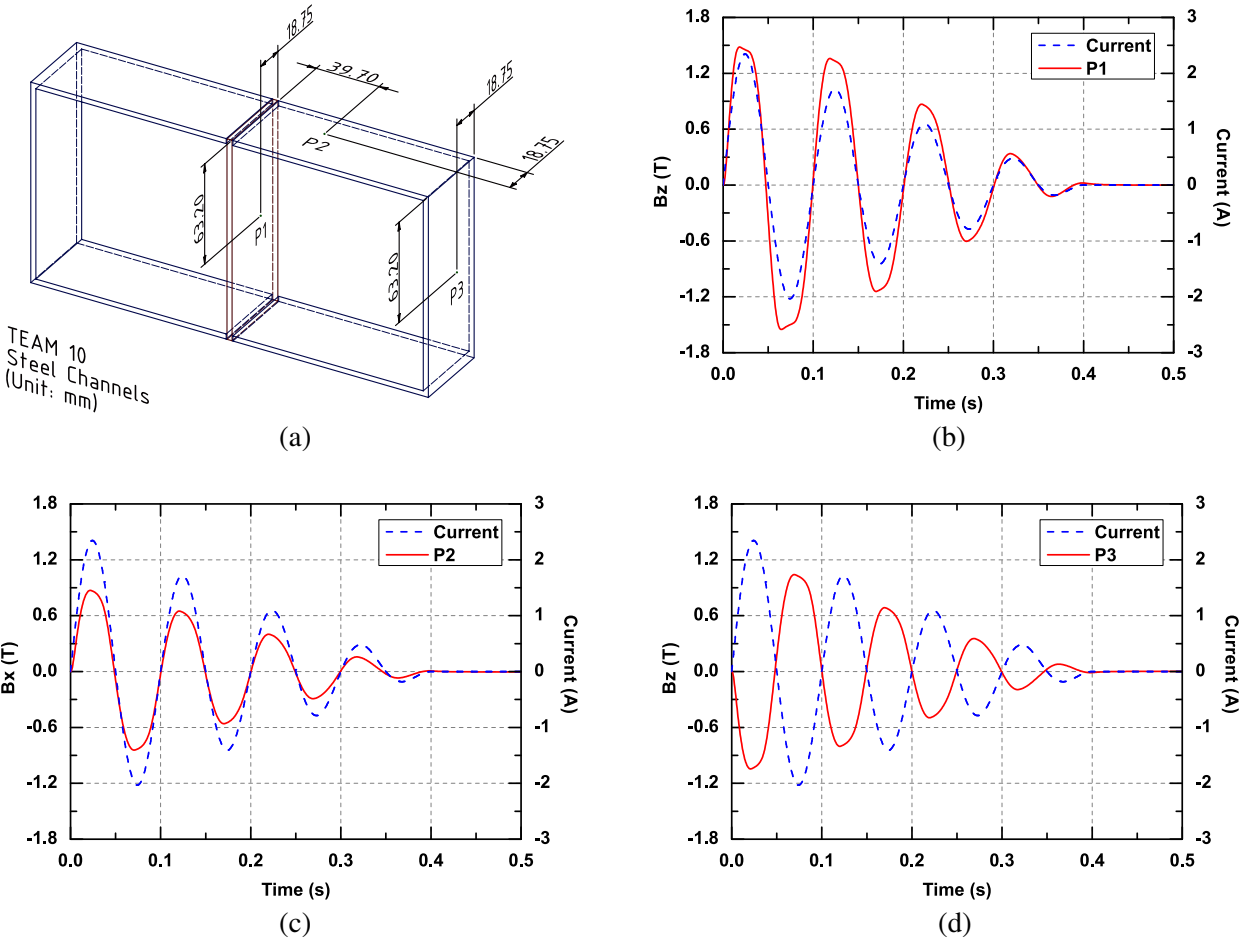 18.75
39.70
18.75
P2
18.75
63.20
P1
63.20
P3
TEAM 10
Steel Channels
(Unit: mm)
(a)
1.8
1.2
0.6
0.0
-0.6
-1.2
-1.8
Bz (T)
Current
P1
3
2
1
0
-1
-2
-3
Current (A)
0.0 0.1 0.2 0.3 0.4 0.5
Time (s)
(b)
1.8
1.2
0.6
0.0
-0.6
-1.2
-1.8
Bx (T)
Current
P2
3
2
1
0
-1
-2
-3
Current (A)
0.0 0.1 0.2 0.3 0.4 0.5
Time (s)
(c)
1.8
1.2
0.6
0.0
-0.6
-1.2
-1.8
Bz (T)
Current
P3
3
2
1
0
-1
-2
-3
Current (A)
0.0 0.1 0.2 0.3 0.4 0.5
Time (s)
(d)